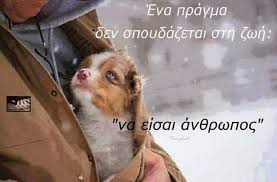 Ένα πράγμα
δεν σπουδάζεται στη ζωή:
"να είσαι άνθρωπος"